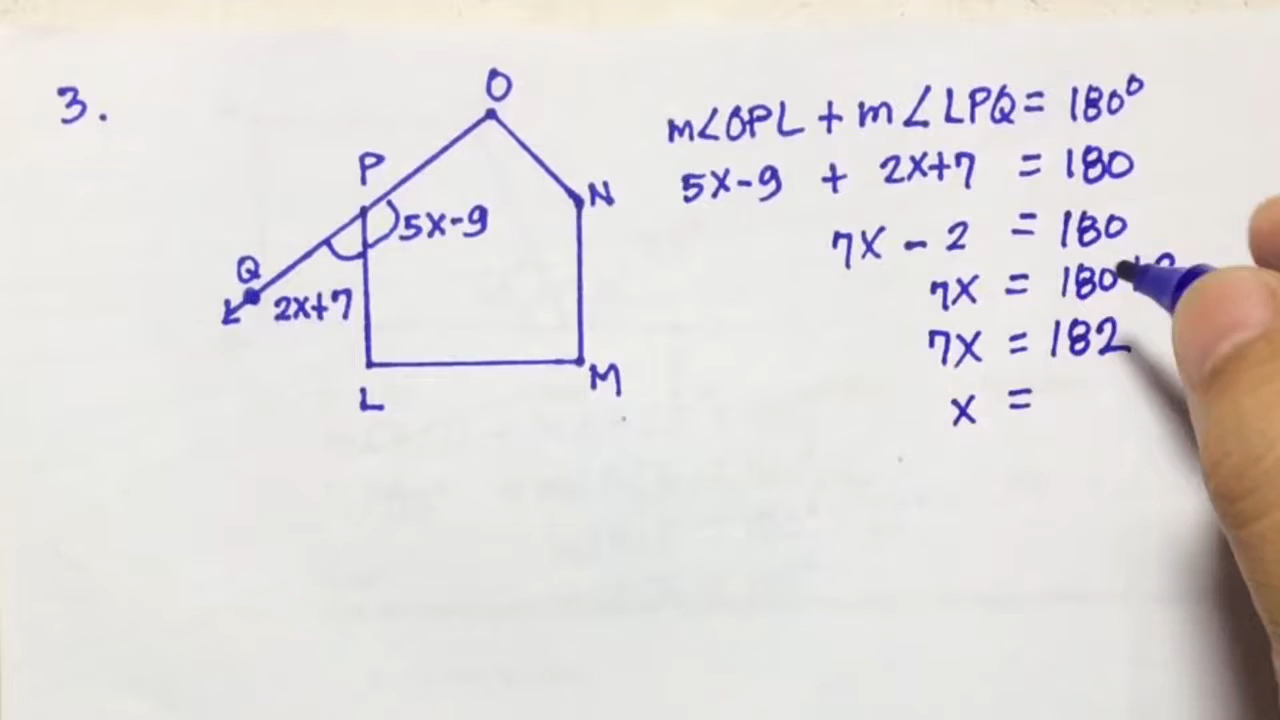 3.
O
P
N
5x-9
Q
2x+7
L
M
m∠OPL + m∠LPQ = 180°
5x-9 + 2x+7 = 180
7x - 2 = 180
7x = 180
7x = 182
x =